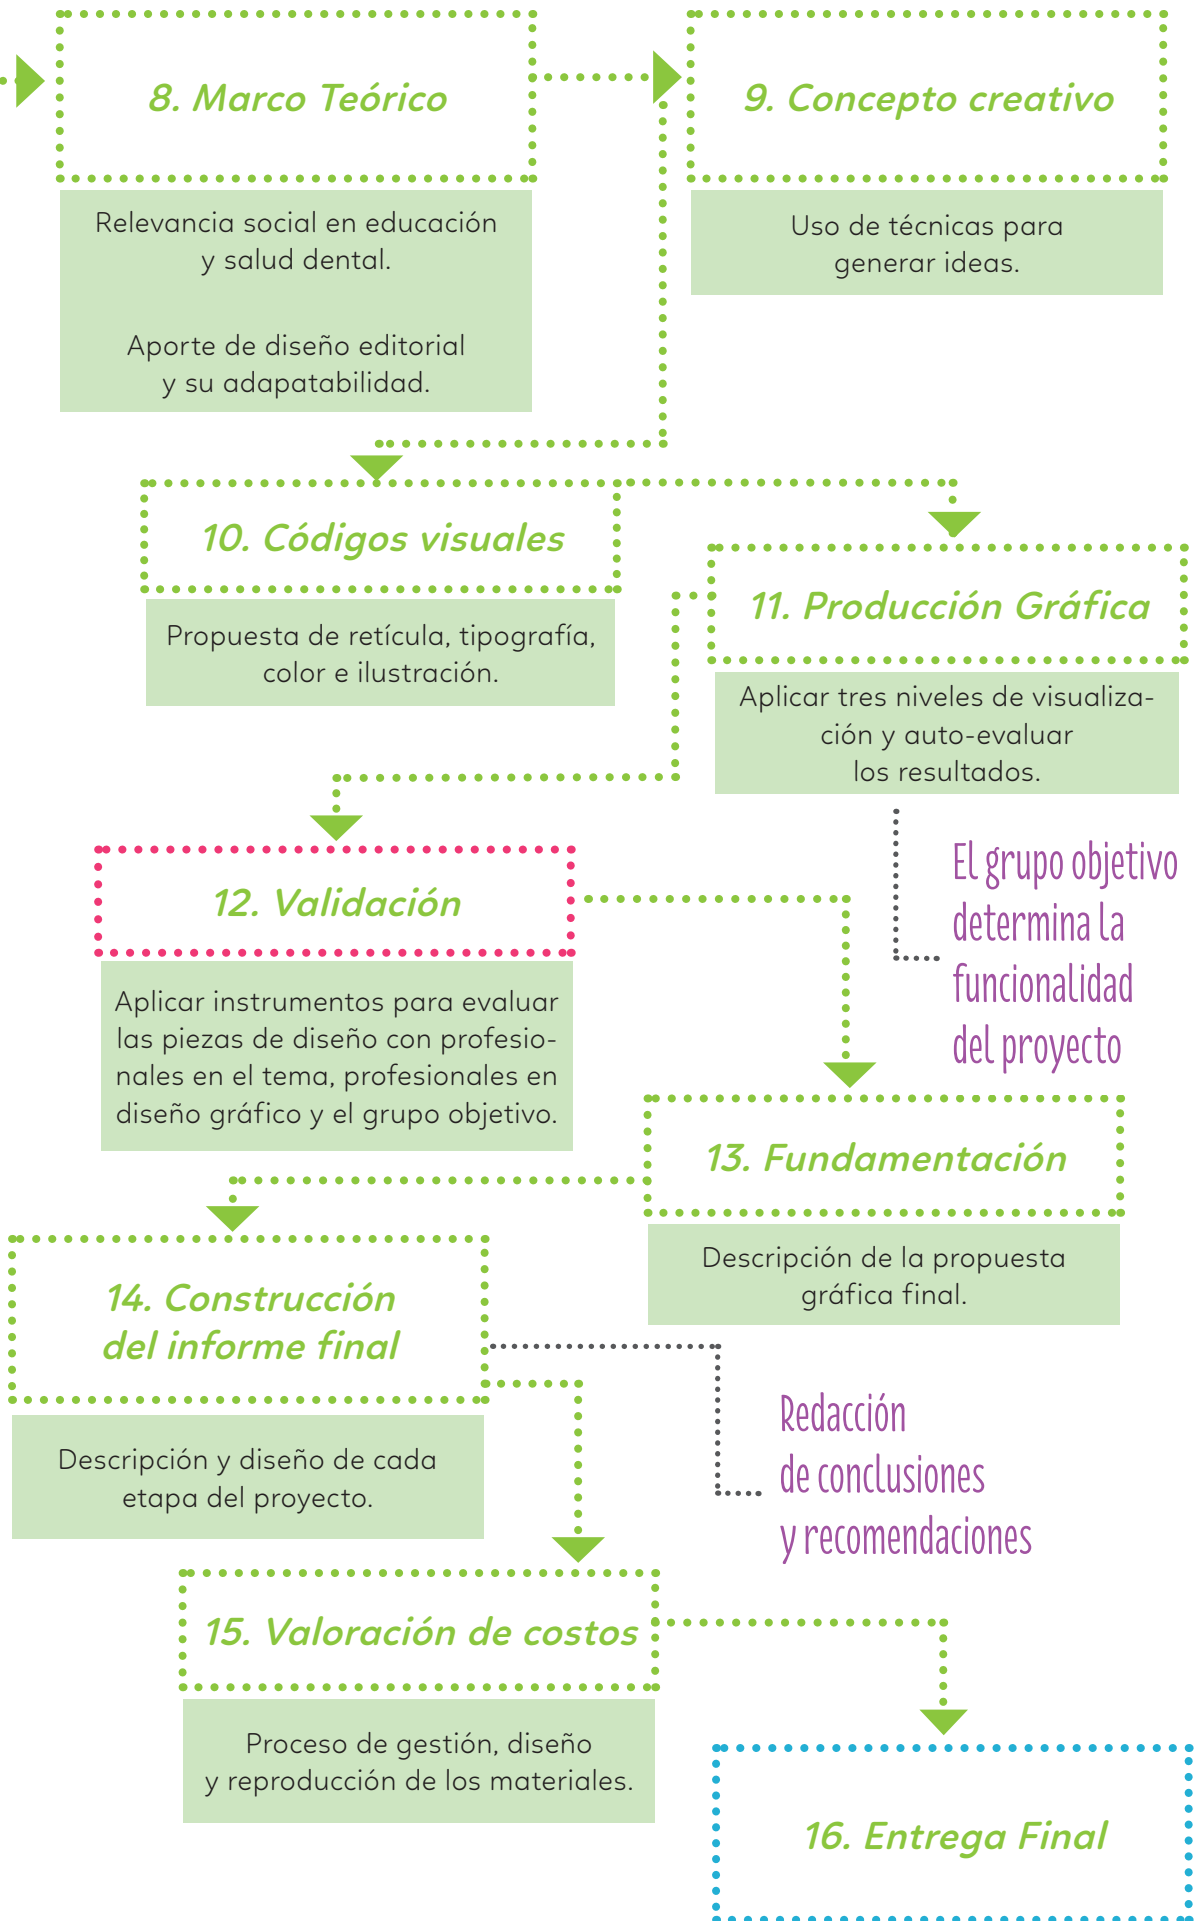 8. Marco Teórico
Relevancia social en educación
y salud dental.
Aporte de diseño editorial
y su adapatabilidad.
9. Concepto creativo
Uso de técnicas para
generar ideas.
10. Códigos visuales
Propuesta de retícula, tipografía,
color e ilustración.
11. Producción Gráfica
Aplicar tres niveles de visualiza-
ción y auto-evaluar
los resultados.
El grupo objetivo
determina la
funcionalidad
del proyecto
12. Validación
Aplicar instrumentos para evaluar
las piezas de diseño con profesio-
nales en el tema, profesionales en
diseño gráfico y el grupo objetivo.
13. Fundamentación
Descripción de la propuesta
gráfica final.
14. Construcción
del informe final
Descripción y diseño de cada
etapa del proyecto.
Redacción
de conclusiones
y recomendaciones
15. Valoración de costos
Proceso de gestión, diseño
y reproducción de los materiales.
16. Entrega Final